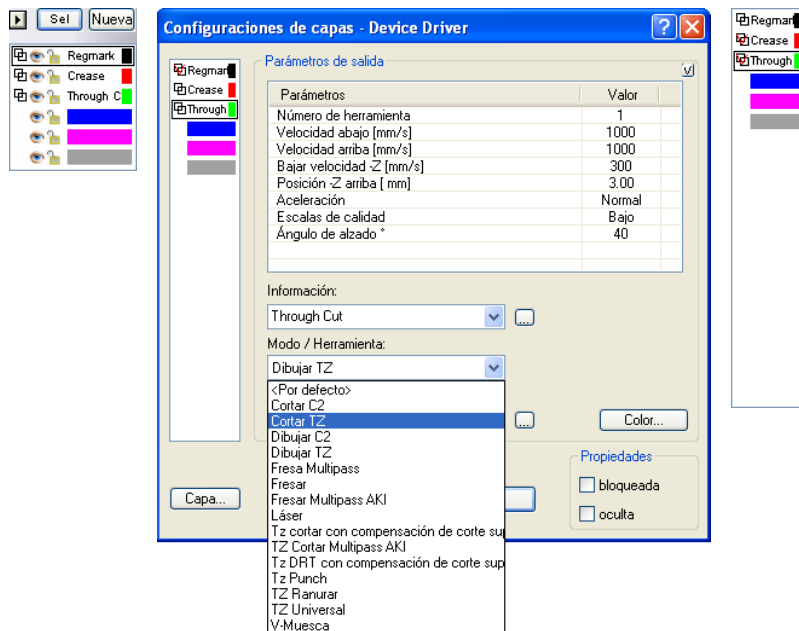 Sel Nueva
Regmark
Crease
Through C
Configuraciones de capas - Device Driver
Regmark
Crease
Through
Parámetros de salida
Parámetros Valor
Número de herramienta 1
Velocidad abajo [mm/s] 1000
Velocidad arriba [mm/s] 1000
Bajar velocidad -Z [mm/s] 300
Posición -Z arriba [ mm] 3.00
Aceleración Normal
Escalas de calidad Bajo
Ángulo de alzado ° 40
Información:
Through Cut
...
Modo / Herramienta:
Dibujar TZ
<Por defecto>
Cortar C2
Cortar TZ
Dibujar C2
Dibujar TZ
Fresa Multipass
Fresar
Fresar Multipass AKI
Láser
Tz cortar con compensación de corte sup
TZ Cortar Multipass AKI
Tz DRT con compensación de corte sup
Tz Punch
TZ Ranurar
TZ Universal
V-Muesca
...
Color...
Capa...
Propiedades
bloqueada
oculta
Regmark
Crease
Through